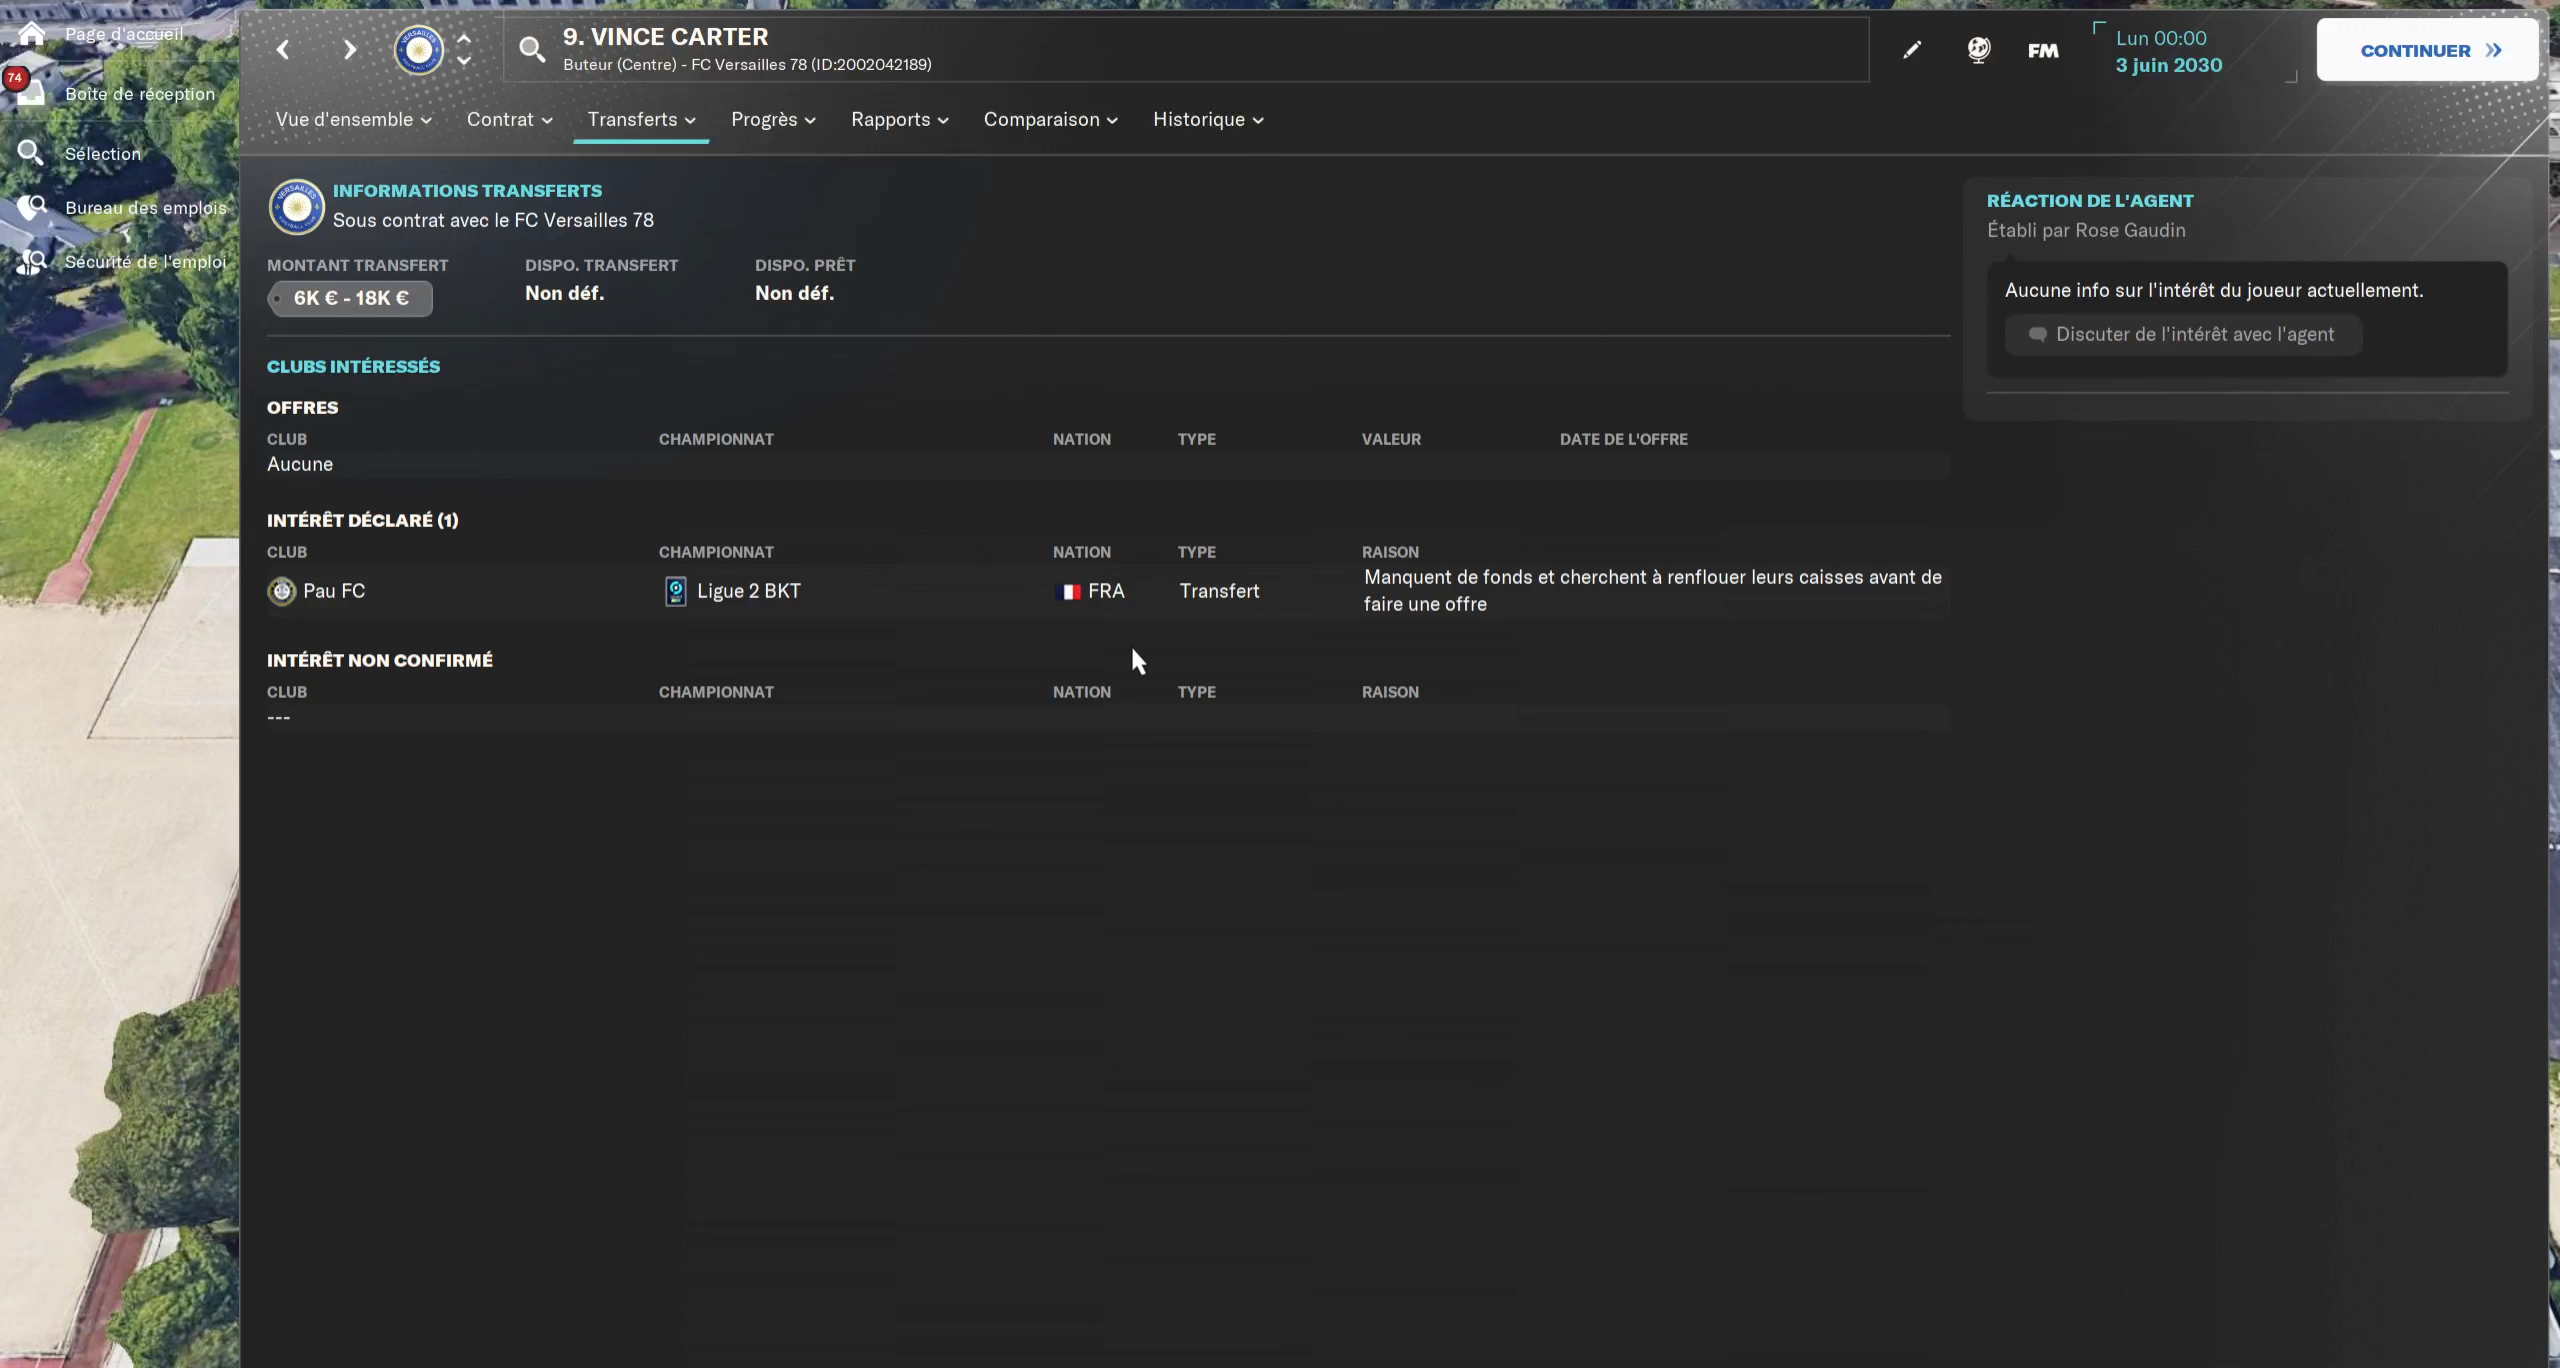 Page d'accueil
74
Boîte de réception
Sélection
Bureau des emplois
Sécurité de l'emploi
9. VINCE CARTER
Buteur (Centre) - FC Versailles 78 (ID:2002042189)
FM
Lun 00:00
3 juin 2030
CONTINUER
Vue d'ensemble Contrat Transferts Progrès Rapports Comparaison Historique
INFORMATIONS TRANSFERTS
Sous contrat avec le FC Versailles 78
MONTANT TRANSFERT DISPO. TRANSFERT DISPO. PRÊT
6K € - 18K € Non déf. Non déf.
CLUBS INTÉRESSÉS
OFFRES
CLUB CHAMPIONNAT NATION TYPE VALEUR DATE DE L'OFFRE
Aucune
INTÉRÊT DÉCLARÉ (1)
CLUB CHAMPIONNAT NATION TYPE RAISON
Pau FC Ligue 2 BKT FRA Transfert Manquent de fonds et cherchent à renflouer leurs caisses avant de
faire une offre
INTÉRÊT NON CONFIRMÉ
CLUB CHAMPIONNAT NATION TYPE RAISON
---
RÉACTION DE L'AGENT
Établi par Rose Gaudin
Aucune info sur l'intérêt du joueur actuellement.
Discuter de l'intérêt avec l'agent